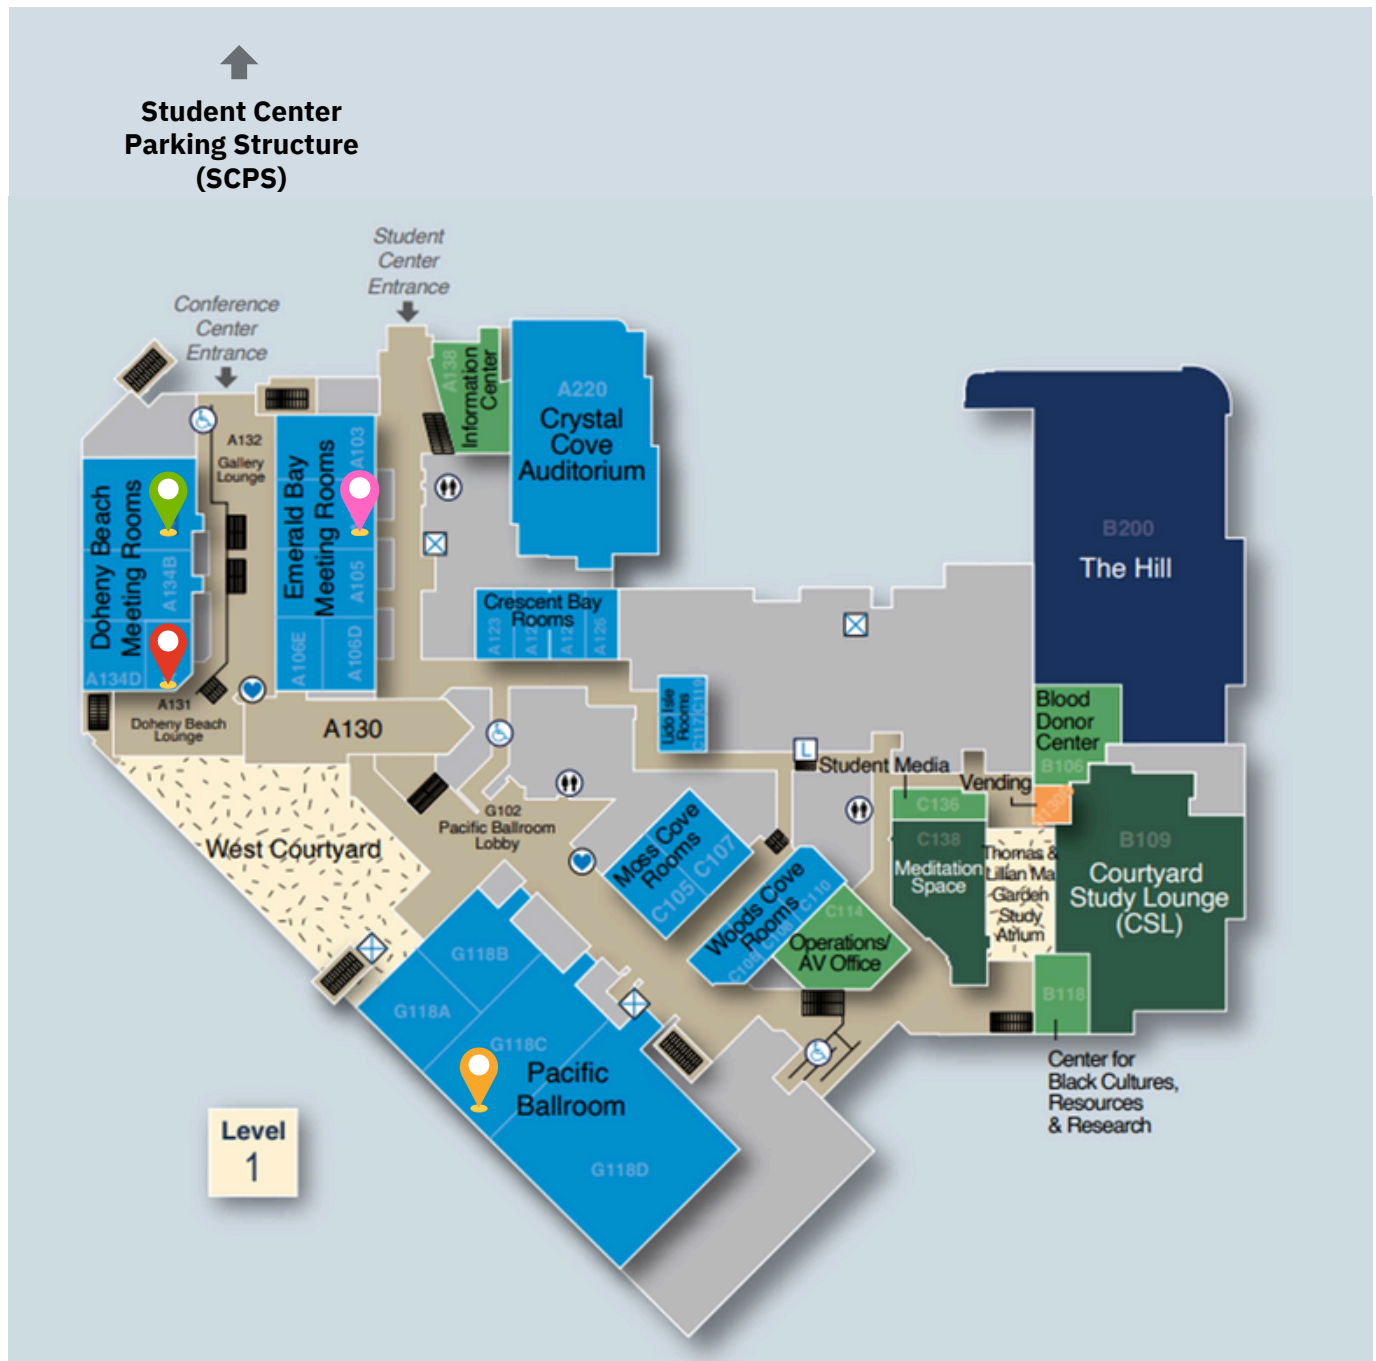 Student Center
Parking Structure
(SCPS)
Student
Center
Entrance
Conference
Center
Entrance
A138
Information
Center
A220
Crystal
Cove
Auditorium
A132
Gallery
Lounge
A103
Emerald Bay
Meeting Rooms
A105
A106E
A106D
Doheny Beach
Meeting Rooms
A134B
A134D
A131
Doheny Beach
Lounge
A130
Crescent Bay
Rooms
A123
A126
Lido Isle
Rooms
B200
The Hill
Blood
Donor
Center
B106
L
Student Media
Vending
C136
C138
Meditation
Space
Thomas &
Lillian Ma
Garden
Study
Atrium
B109
Courtyard
Study Lounge
(CSL)
G102
Pacific Ballroom
Lobby
West Courtyard
Moss Cove
Rooms
C105
C107
Woods Cove
Rooms
C106
C110
C114
Operations/
AV Office
B118
Center for
Black Cultures,
Resources
& Research
G118B
G118A
G118C
Pacific
Ballroom
G118D
Level
1